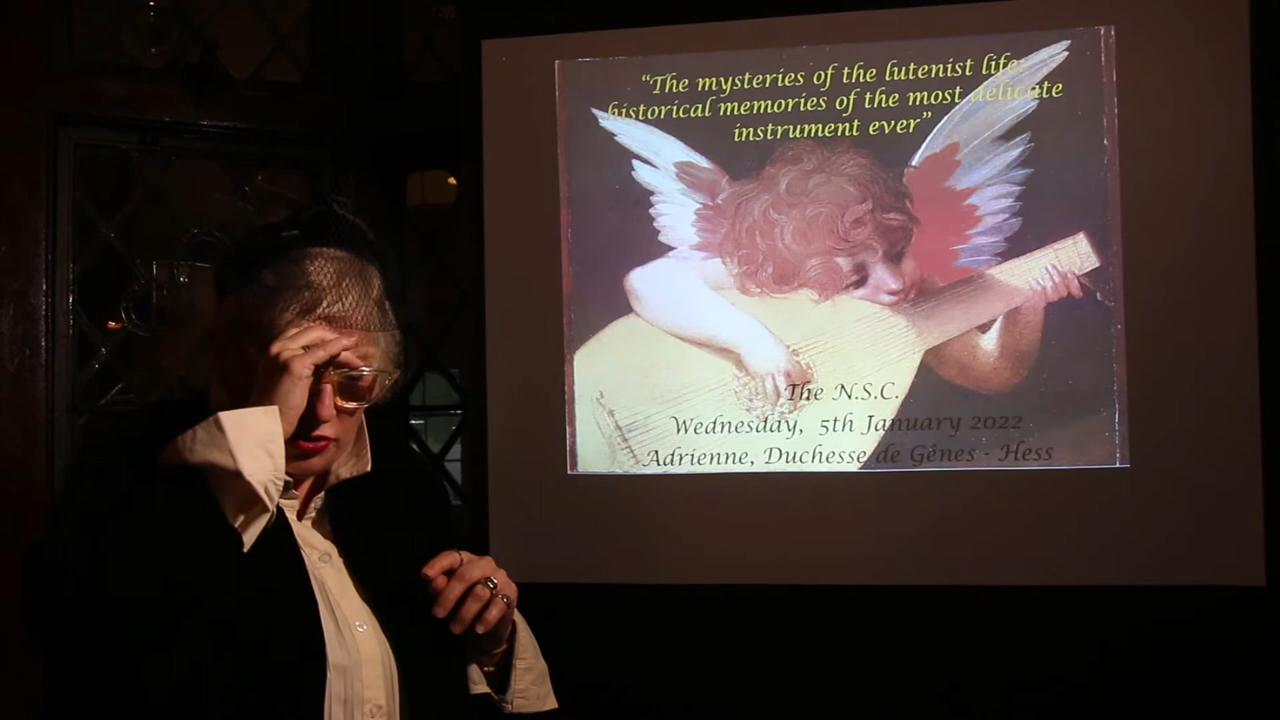 “The mysteries of the lutenist life:
historical memories of the most delicate
instrument ever”
The N.S.C.
Wednesday, 5th January 2022
Adrienne, Duchesse de Gênes - Hess